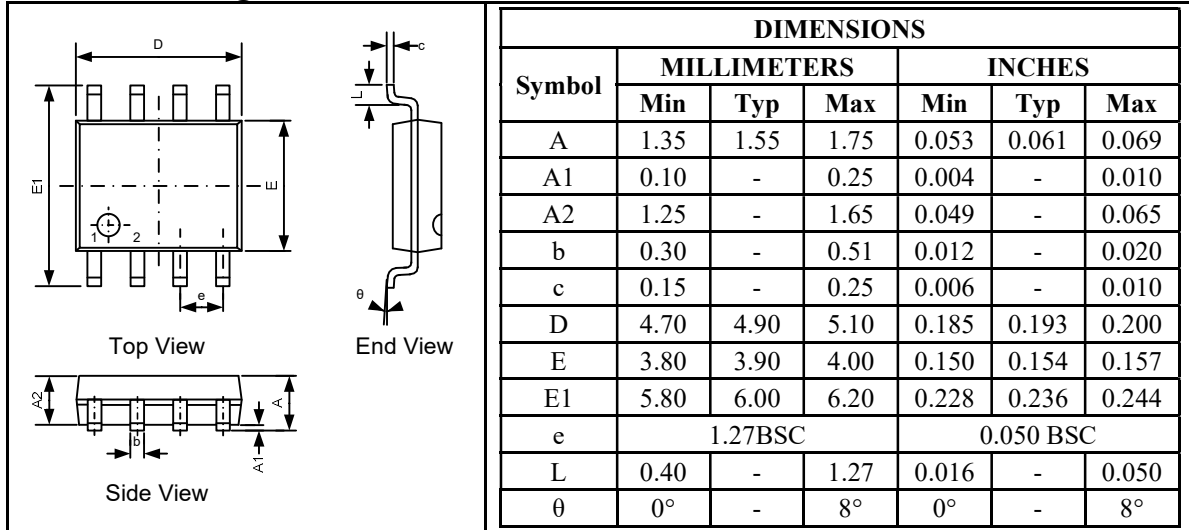 D
c
L
E1
E
1 2
e
θ
Top View End View
A2
A
b
A1
Side View
DIMENSIONS
Symbol MILLIMETERS INCHES
Min Typ Max Min Typ Max
A 1.35 1.55 1.75 0.053 0.061 0.069
A1 0.10 - 0.25 0.004 - 0.010
A2 1.25 - 1.65 0.049 - 0.065
b 0.30 - 0.51 0.012 - 0.020
c 0.15 - 0.25 0.006 - 0.010
D 4.70 4.90 5.10 0.185 0.193 0.200
E 3.80 3.90 4.00 0.150 0.154 0.157
E1 5.80 6.00 6.20 0.228 0.236 0.244
e 1.27BSC 0.050 BSC
L 0.40 - 1.27 0.016 - 0.050
θ 0° - 8° 0° - 8°